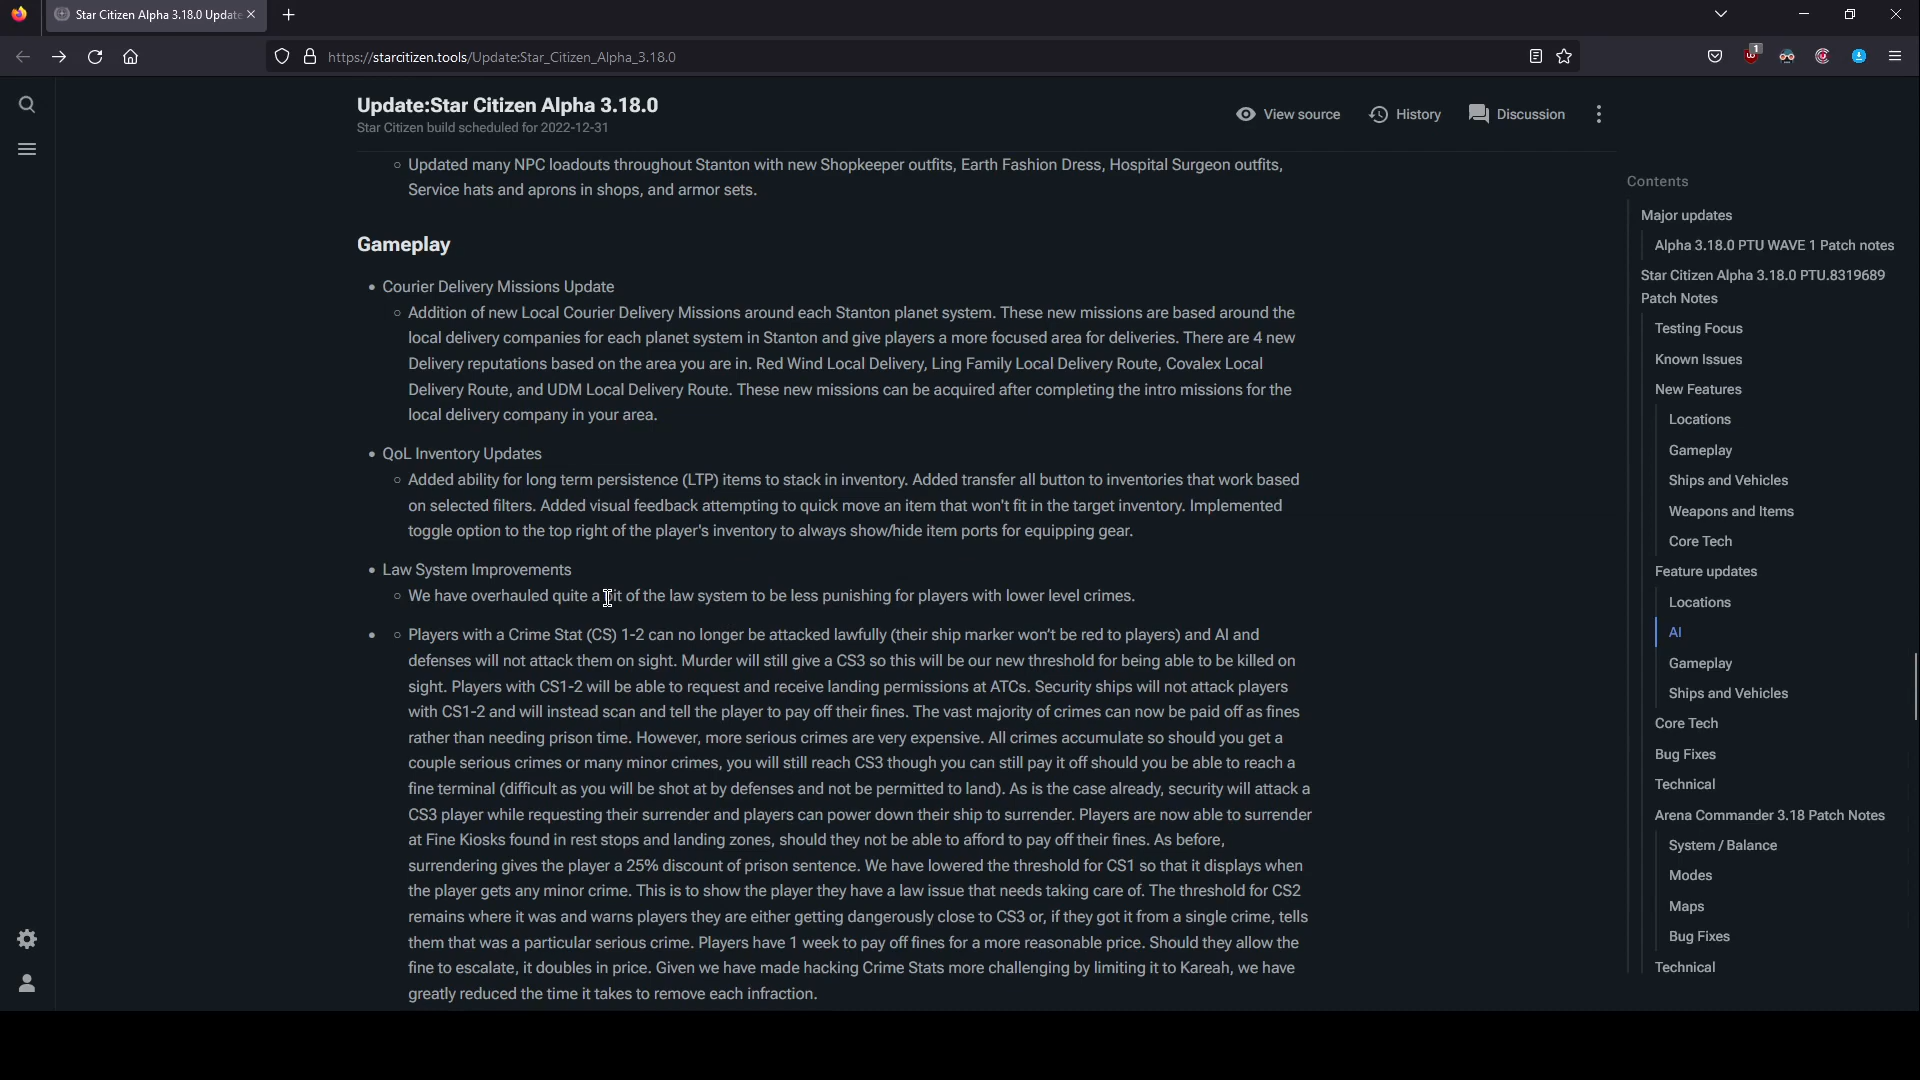 Star Citizen Alpha 3.18.0 Update
https://starcitizen.tools/Update:Star_Citizen_Alpha_3.18.0
1
Update:Star Citizen Alpha 3.18.0
Star Citizen build scheduled for 2022-12-31
View source
History
Discussion
Updated many NPC loadouts throughout Stanton with new Shopkeeper outfits, Earth Fashion Dress, Hospital Surgeon outfits,
Service hats and aprons in shops, and armor sets.
Gameplay
Courier Delivery Missions Update
Addition of new Local Courier Delivery Missions around each Stanton planet system. These new missions are based around the
local delivery companies for each planet system in Stanton and give players a more focused area for deliveries. There are 4 new
Delivery reputations based on the area you are in. Red Wind Local Delivery, Ling Family Local Delivery Route, Covalex Local
Delivery Route, and UDM Local Delivery Route. These new missions can be acquired after completing the intro missions for the
local delivery company in your area.
QoL Inventory Updates
Added ability for long term persistence (LTP) items to stack in inventory. Added transfer all button to inventories that work based
on selected filters. Added visual feedback attempting to quick move an item that won't fit in the target inventory. Implemented
toggle option to the top right of the player's inventory to always show/hide item ports for equipping gear.
Law System Improvements
We have overhauled quite a bit of the law system to be less punishing for players with lower level crimes.
Players with a Crime Stat (CS) 1-2 can no longer be attacked lawfully (their ship marker won't be red to players) and AI and
defenses will not attack them on sight. Murder will still give a CS3 so this will be our new threshold for being able to be killed on
sight. Players with CS1-2 will be able to request and receive landing permissions at ATCs. Security ships will not attack players
with CS1-2 and will instead scan and tell the player to pay off their fines. The vast majority of crimes can now be paid off as fines
rather than needing prison time. However, more serious crimes are very expensive. All crimes accumulate so should you get a
couple serious crimes or many minor crimes, you will still reach CS3 though you can still pay it off should you be able to reach a
fine terminal (difficult as you will be shot at by defenses and not be permitted to land). As is the case already, security will attack a
CS3 player while requesting their surrender and players can power down their ship to surrender. Players are now able to surrender
at Fine Kiosks found in rest stops and landing zones, should they not be able to afford to pay off their fines. As before,
surrendering gives the player a 25% discount of prison sentence. We have lowered the threshold for CS1 so that it displays when
the player gets any minor crime. This is to show the player they have a law issue that needs taking care of. The threshold for CS2
remains where it was and warns players they are either getting dangerously close to CS3 or, if they got it from a single crime, tells
them that was a particular serious crime. Players have 1 week to pay off fines for a more reasonable price. Should they allow the
fine to escalate, it doubles in price. Given we have made hacking Crime Stats more challenging by limiting it to Kareah, we have
greatly reduced the time it takes to remove each infraction.
Contents
Major updates
Alpha 3.18.0 PTU WAVE 1 Patch notes
Star Citizen Alpha 3.18.0 PTU.8319689
Patch Notes
Testing Focus
Known Issues
New Features
Locations
Gameplay
Ships and Vehicles
Weapons and Items
Core Tech
Feature updates
Locations
AI
Gameplay
Ships and Vehicles
Core Tech
Bug Fixes
Technical
Arena Commander 3.18 Patch Notes
System / Balance
Modes
Maps
Bug Fixes
Technical